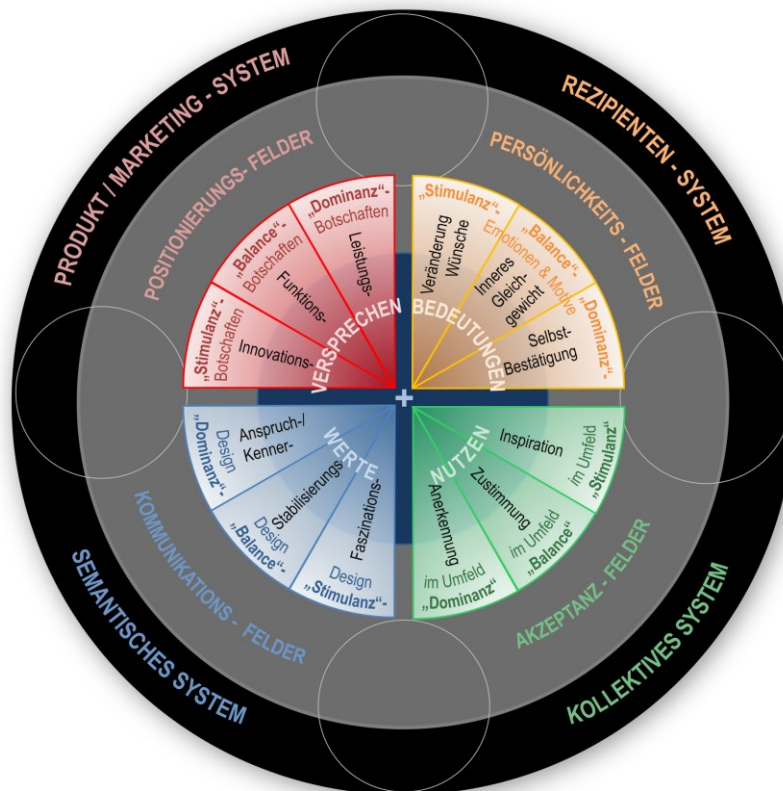 PRODUKT / MARKETING - SYSTEM
POSITIONIERUNGS- FELDER
„Dominanz“-
Botschaften
Leistungs-
„Balance“-
Botschaften
Funktions-
„Stimulanz“-
Botschaften
Innovations-
VERSPRECHEN
REZIPIENTEN - SYSTEM
PERSÖNLICHKEITS - FELDER
„Stimulanz“-
Veränderung
Wünsche
„Balance“-
Emotionen & Motive
Inneres
Gleich-
gewicht
„Dominanz“-
Selbst-
Bestätigung
BEDEUTUNGEN
+
„Dominanz“-
Design
Anspruch-/
Kenner-
„Balance“-
Design
Stabilisierungs
„Stimulanz“-
Design
Faszinations-
WERTE
KOMMUNIKATIONS - FELDER
SEMANTISCHES SYSTEM
NUTZEN
Inspiration
im Umfeld
„Stimulanz“
Zustimmung
im Umfeld
„Balance“
Anerkennung
im Umfeld
„Dominanz“
AKZEPTANZ - FELDER
KOLLEKTIVES SYSTEM